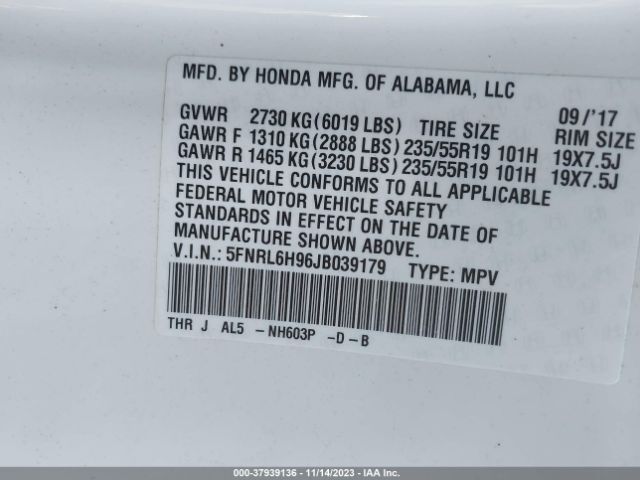 MFD. BY HONDA MFG. OF ALABAMA, LLC
09/'17
GVWR 2730 KG(6019 LBS) TIRE SIZE RIM SIZE
GAWR F 1310 KG(2888 LBS) 235/55R19 101H 19X7.5J
GAWR R 1465 KG(3230 LBS) 235/55R19 101H 19X7.5J
THIS VEHICLE CONFORMS TO ALL APPLICABLE
FEDERAL MOTOR VEHICLE SAFETY
STANDARDS IN EFFECT ON THE DATE OF
MANUFACTURE SHOWN ABOVE.
V.I.N.: 5FNRL6H96JB039179 TYPE: MPV
THR J AL5 -NH603P -D-B
000-37939136 - 11/14/2023 - IAA Inc.